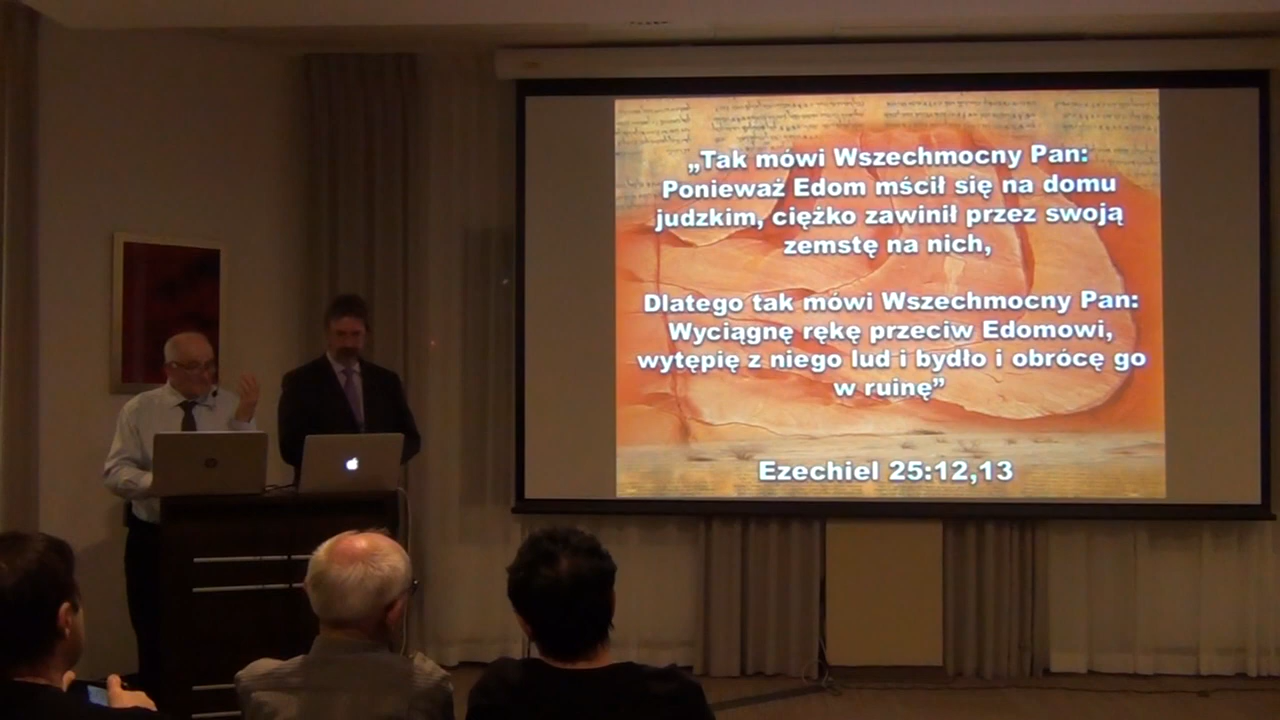 „Tak mówi Wszechmocny Pan:
Ponieważ Edom mścił się na domu
judzkim, ciężko zawinił przez swoją
zemstę na nich,
Dlatego tak mówi Wszechmocny Pan:
Wyciągnę rękę przeciw Edomowi,
wytępię z niego lud i bydło i obrócę go
w ruinę”
Ezechiel 25:12,13